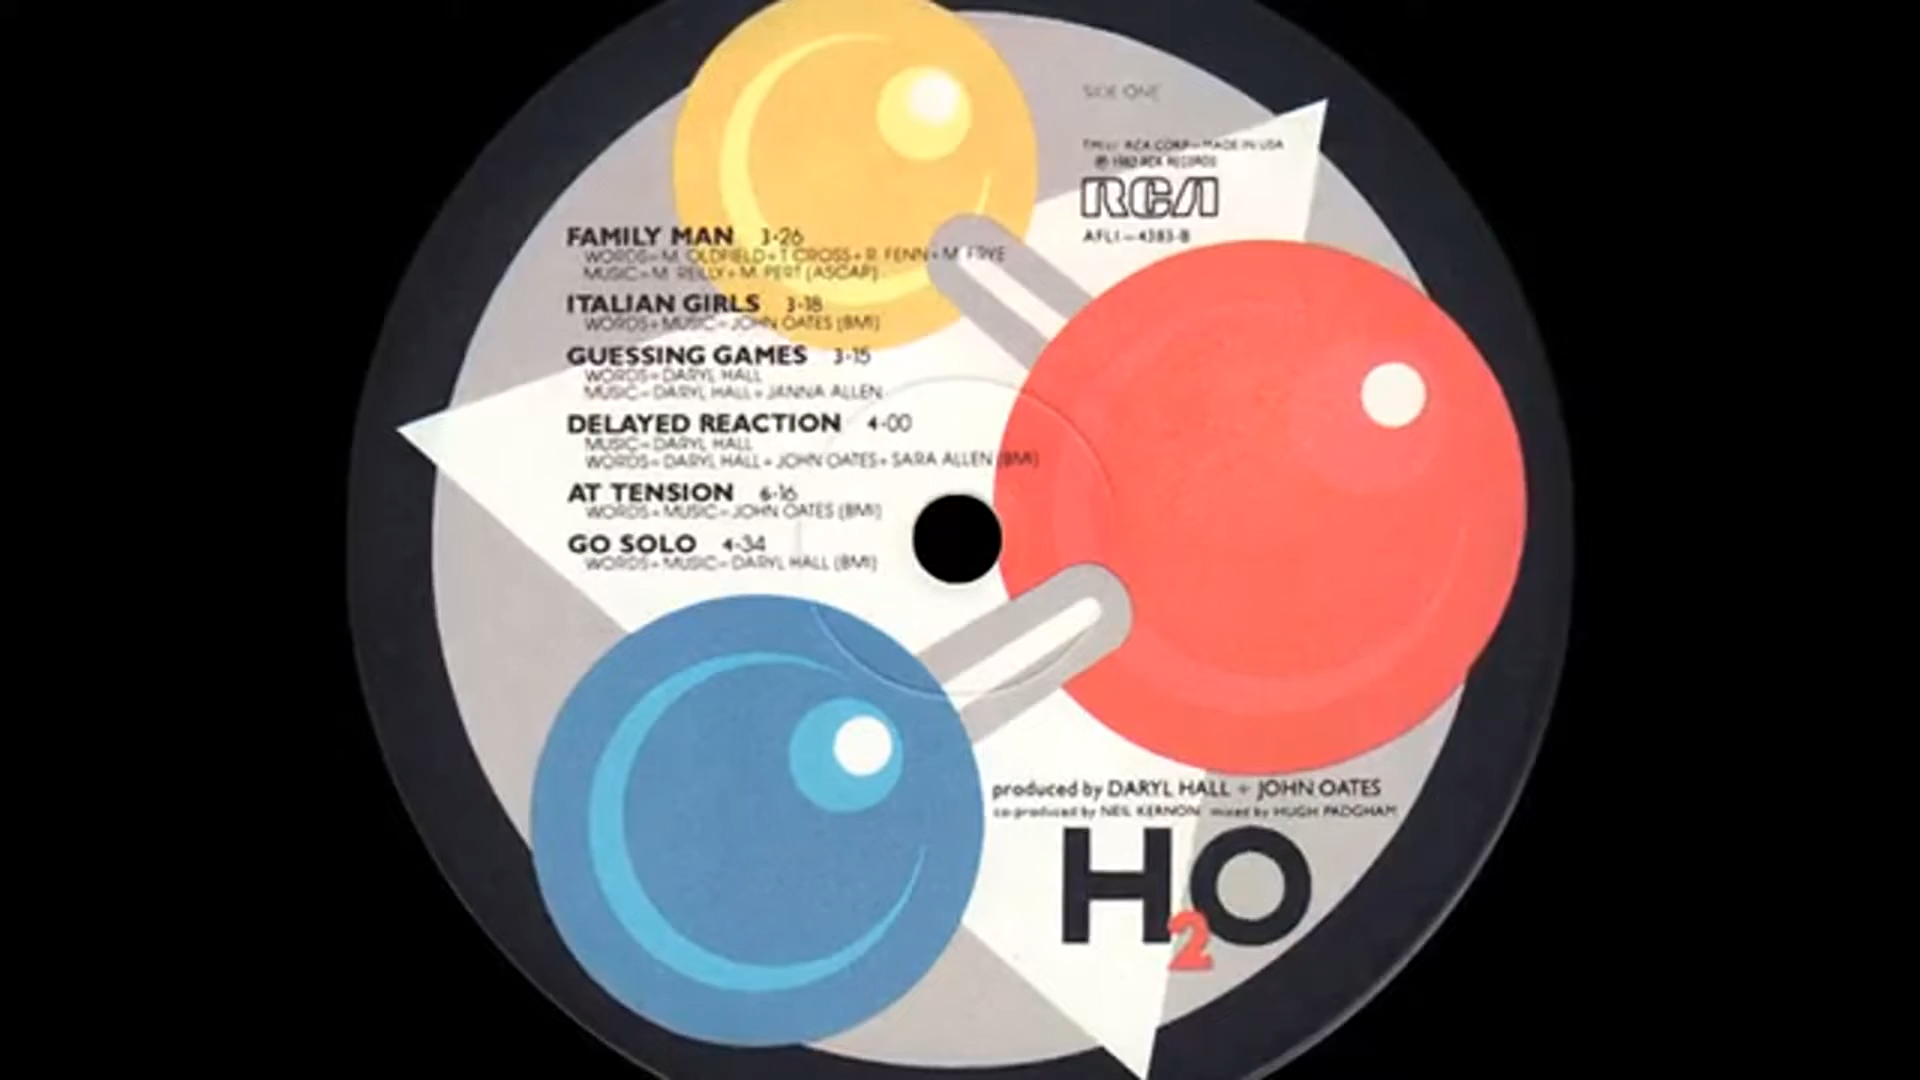 SIDE ONE
TM(s) RCA CORP—MADE IN USA
℗ 1982 RCA RECORDS
RCA
AFL1—4383-B
FAMILY MAN 3-26
WORDS=M. OLDFIELD+T. CROSS+R. FENN+M. FRYE
MUSIC=M. REILLY+M. PERT (ASCAP)
ITALIAN GIRLS 3-18
WORDS+MUSIC=JOHN OATES (BMI)
GUESSING GAMES 3-15
WORDS=DARYL HALL
MUSIC=DARYL HALL+JANNA ALLEN
DELAYED REACTION 4-00
MUSIC=DARYL HALL
WORDS=DARYL HALL+JOHN OATES+SARA ALLEN (BMI)
AT TENSION 6-16
WORDS+MUSIC=JOHN OATES (BMI)
GO SOLO 4-34
WORDS+MUSIC=DARYL HALL (BMI)
produced by DARYL HALL + JOHN OATES
co-produced by NEIL KERNON mixed by HUGH PADGHAM
H2O